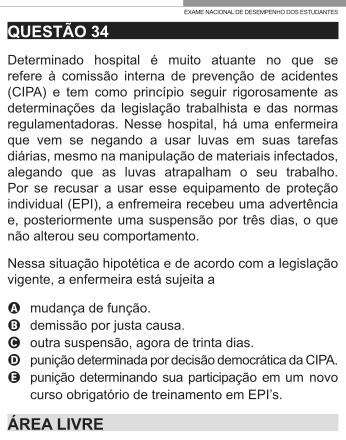 EXAME NACIONAL DE DESEMPENHO DOS ESTUDANTES
QUESTÃO 34
Determinado hospital é muito atuante no que se
refere à comissão interna de prevenção de acidentes
(CIPA) e tem como princípio seguir rigorosamente as
determinações da legislação trabalhista e das normas
regulamentadoras. Nesse hospital, há uma enfermeira
que vem se negando a usar luvas em suas tarefas
diárias, mesmo na manipulação de materiais infectados,
alegando que as luvas atrapalham o seu trabalho.
Por se recusar a usar esse equipamento de proteção
individual (EPI), a enfremeira recebeu uma advertência
e, posteriormente uma suspensão por três dias, o que
não alterou seu comportamento.
Nessa situação hipotética e de acordo com a legislação
vigente, a enfermeira está sujeita a
A mudança de função.
B demissão por justa causa.
C outra suspensão, agora de trinta dias.
D punição determinada por decisão democrática da CIPA.
E punição determinando sua participação em um novo
curso obrigatório de treinamento em EPI's.
ÁREA LIVRE